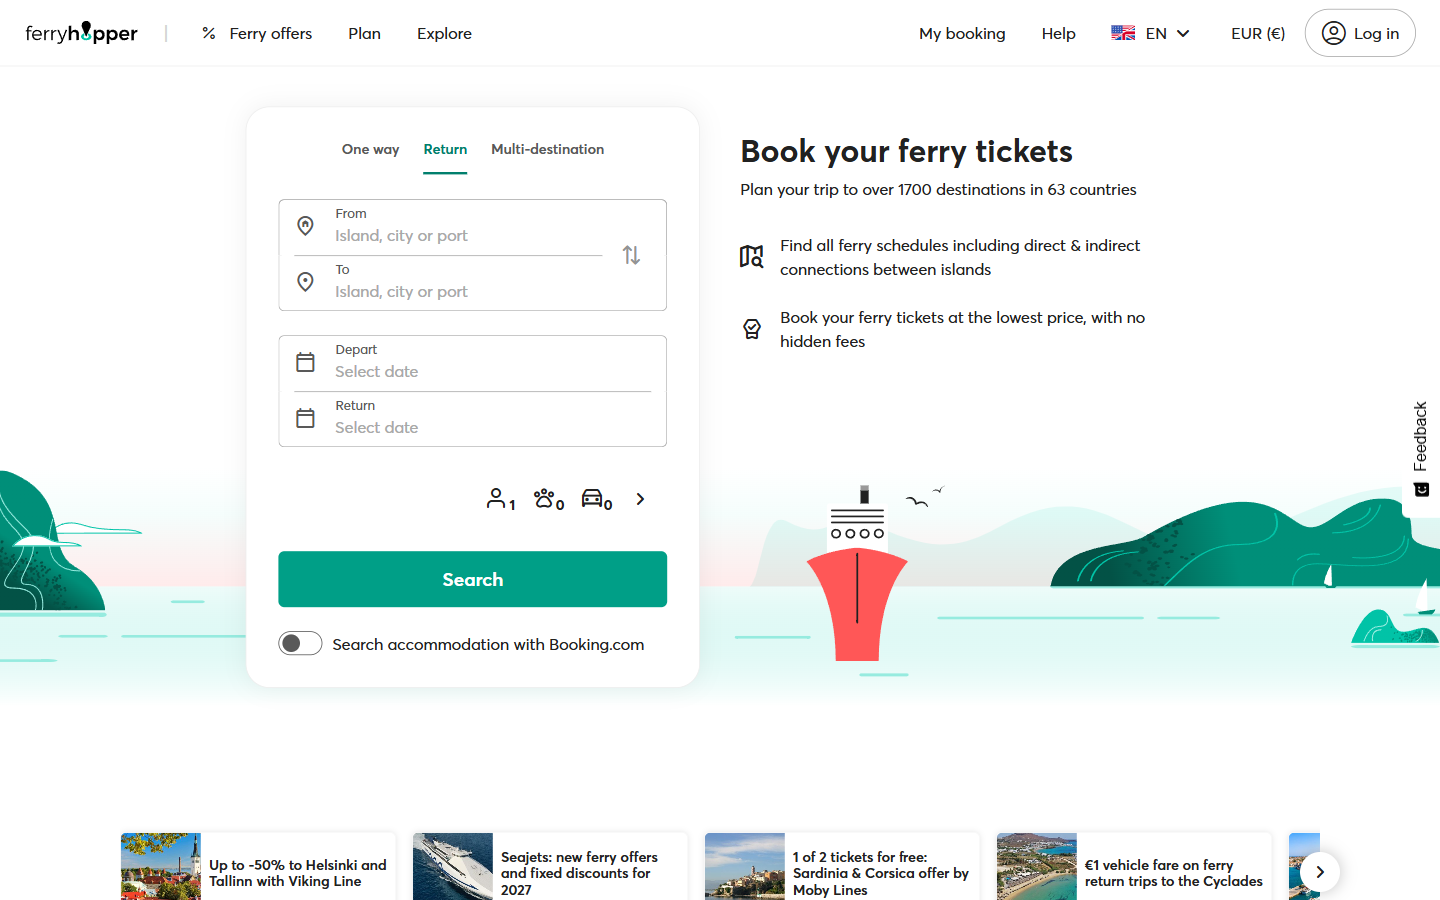 ferryhopper
Ferry offers
Plan
Explore
My booking
Help
EN
EUR (€)
Log in
One way
Return
Multi-destination
From
Island, city or port
To
Island, city or port
Depart
Select date
Return
Select date
1
0
0
Search
Search accommodation with Booking.com
Book your ferry tickets
Plan your trip to over 1700 destinations in 63 countries
Find all ferry schedules including direct & indirect
connections between islands
Book your ferry tickets at the lowest price, with no
hidden fees
Feedback
Up to -50% to Helsinki and
Tallinn with Viking Line
Seajets: new ferry offers
and fixed discounts for
2027
1 of 2 tickets for free:
Sardinia & Corsica offer by
Moby Lines
€1 vehicle fare on ferry
return trips to the Cyclades